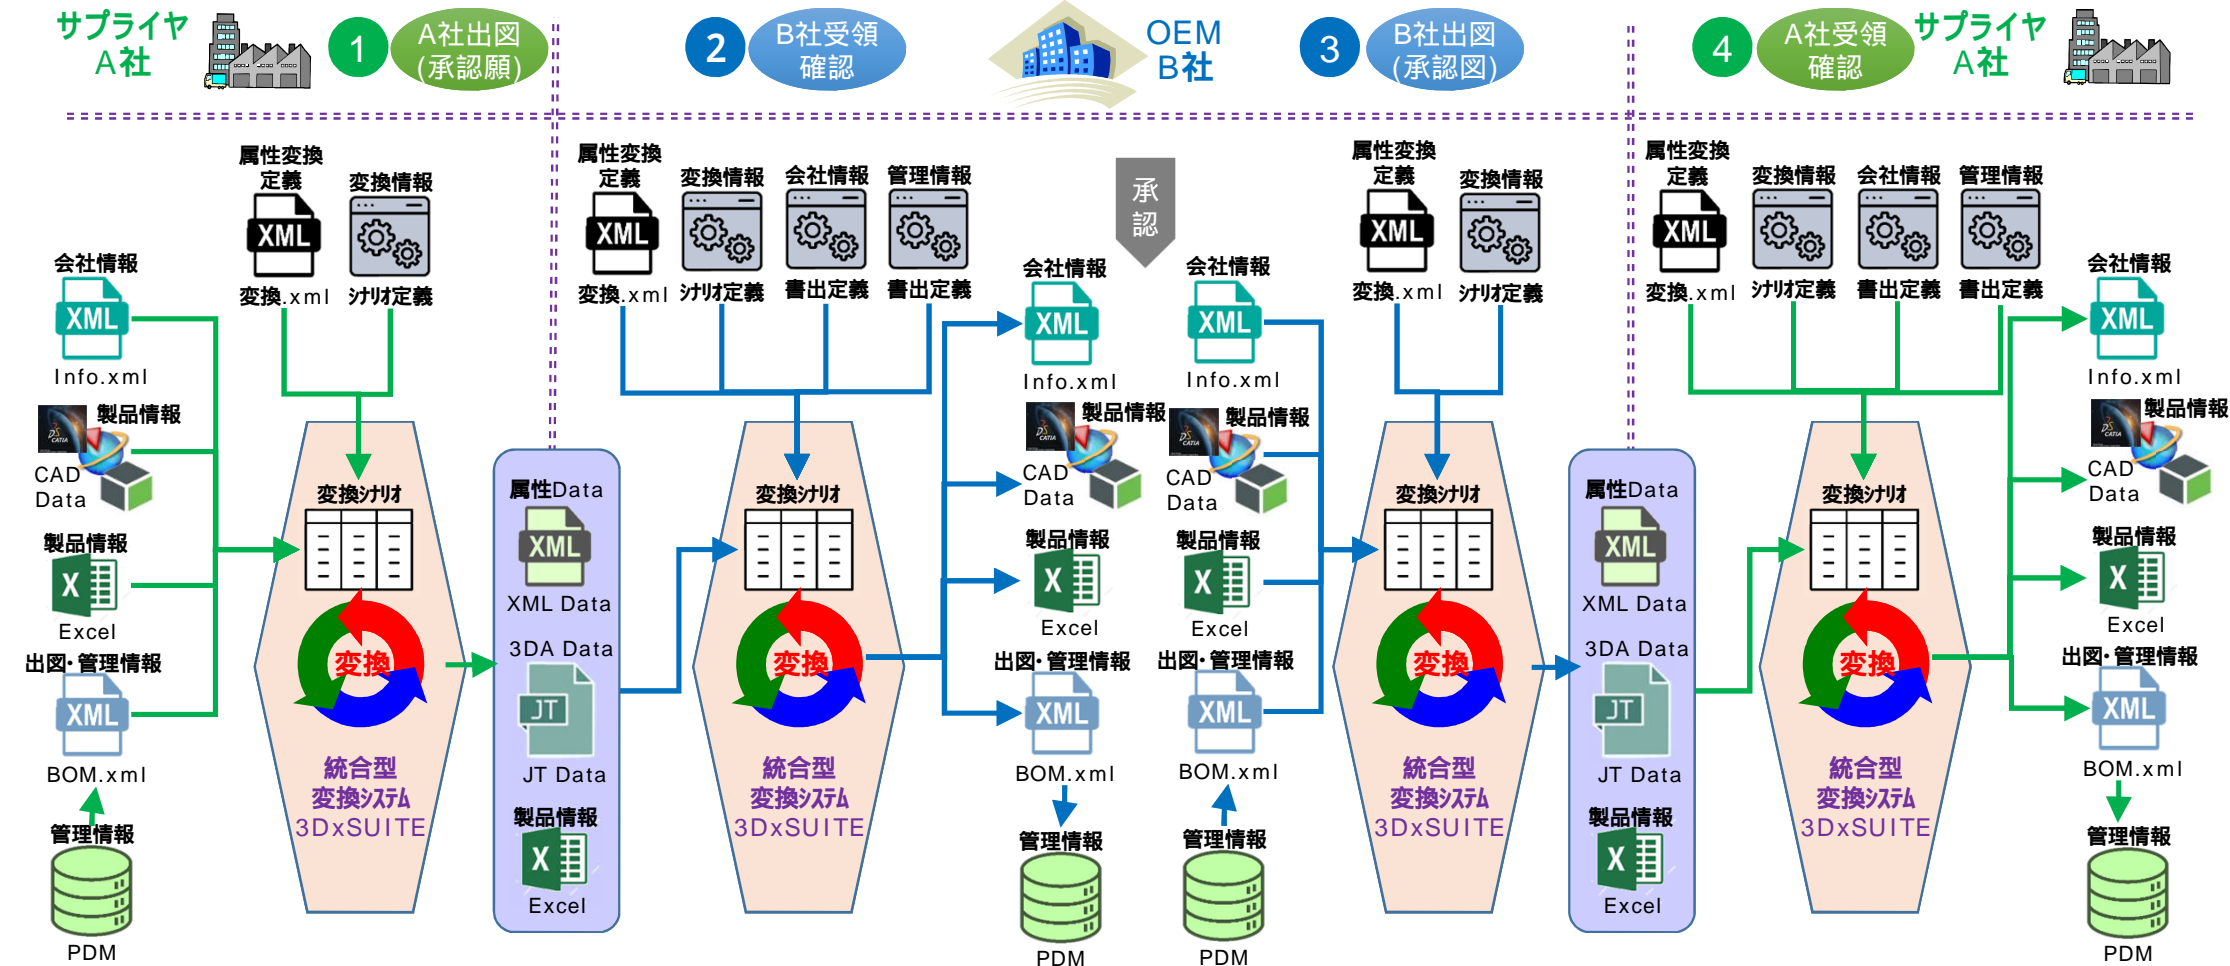 サプライヤ
A社
1
A社出図
(承認願)
2
B社受領
確認
OEM
B社
3
B社出図
(承認図)
4
A社受領
確認
サプライヤ
A社
属性変換
定義
XML
変換.xml
変換情報
シナリオ定義
会社情報
XML
Info.xml
製品情報
CATIA
CAD
Data
製品情報
X
Excel
出図・管理情報
XML
BOM.xml
管理情報
PDM
変換シナリオ
変換
統合型
変換システム
3DxSUITE
属性Data
XML
XML Data
3DA Data
JT
JT Data
製品情報
X
Excel
属性変換
定義
XML
変換.xml
変換情報
シナリオ定義
会社情報
書出定義
管理情報
書出定義
変換シナリオ
変換
統合型
変換システム
3DxSUITE
承
認
会社情報
XML
Info.xml
製品情報
CATIA
CAD
Data
製品情報
X
Excel
出図・管理情報
XML
BOM.xml
管理情報
PDM
会社情報
XML
Info.xml
製品情報
CATIA
CAD
Data
製品情報
X
Excel
出図・管理情報
XML
BOM.xml
管理情報
PDM
属性変換
定義
XML
変換.xml
変換情報
シナリオ定義
変換シナリオ
変換
統合型
変換システム
3DxSUITE
属性Data
XML
XML Data
3DA Data
JT
JT Data
製品情報
X
Excel
属性変換
定義
XML
変換.xml
変換情報
シナリオ定義
会社情報
書出定義
管理情報
書出定義
変換シナリオ
変換
統合型
変換システム
3DxSUITE
会社情報
XML
Info.xml
製品情報
CATIA
CAD
Data
製品情報
X
Excel
出図・管理情報
XML
BOM.xml
管理情報
PDM